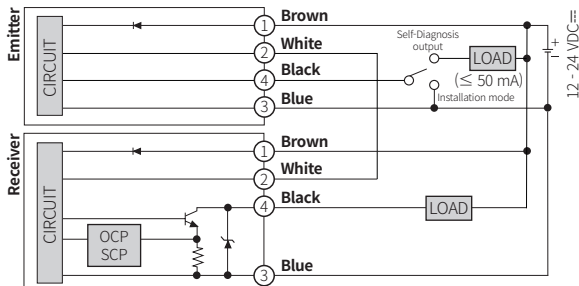 Emitter
CIRCUIT
1 Brown
2 White
4 Black
3 Blue
Self-Diagnosis
output
LOAD
(≤ 50 mA)
Installation mode
+
−
12 - 24 VDC⎓
Receiver
CIRCUIT
OCP
SCP
1 Brown
2 White
4 Black
LOAD
3 Blue